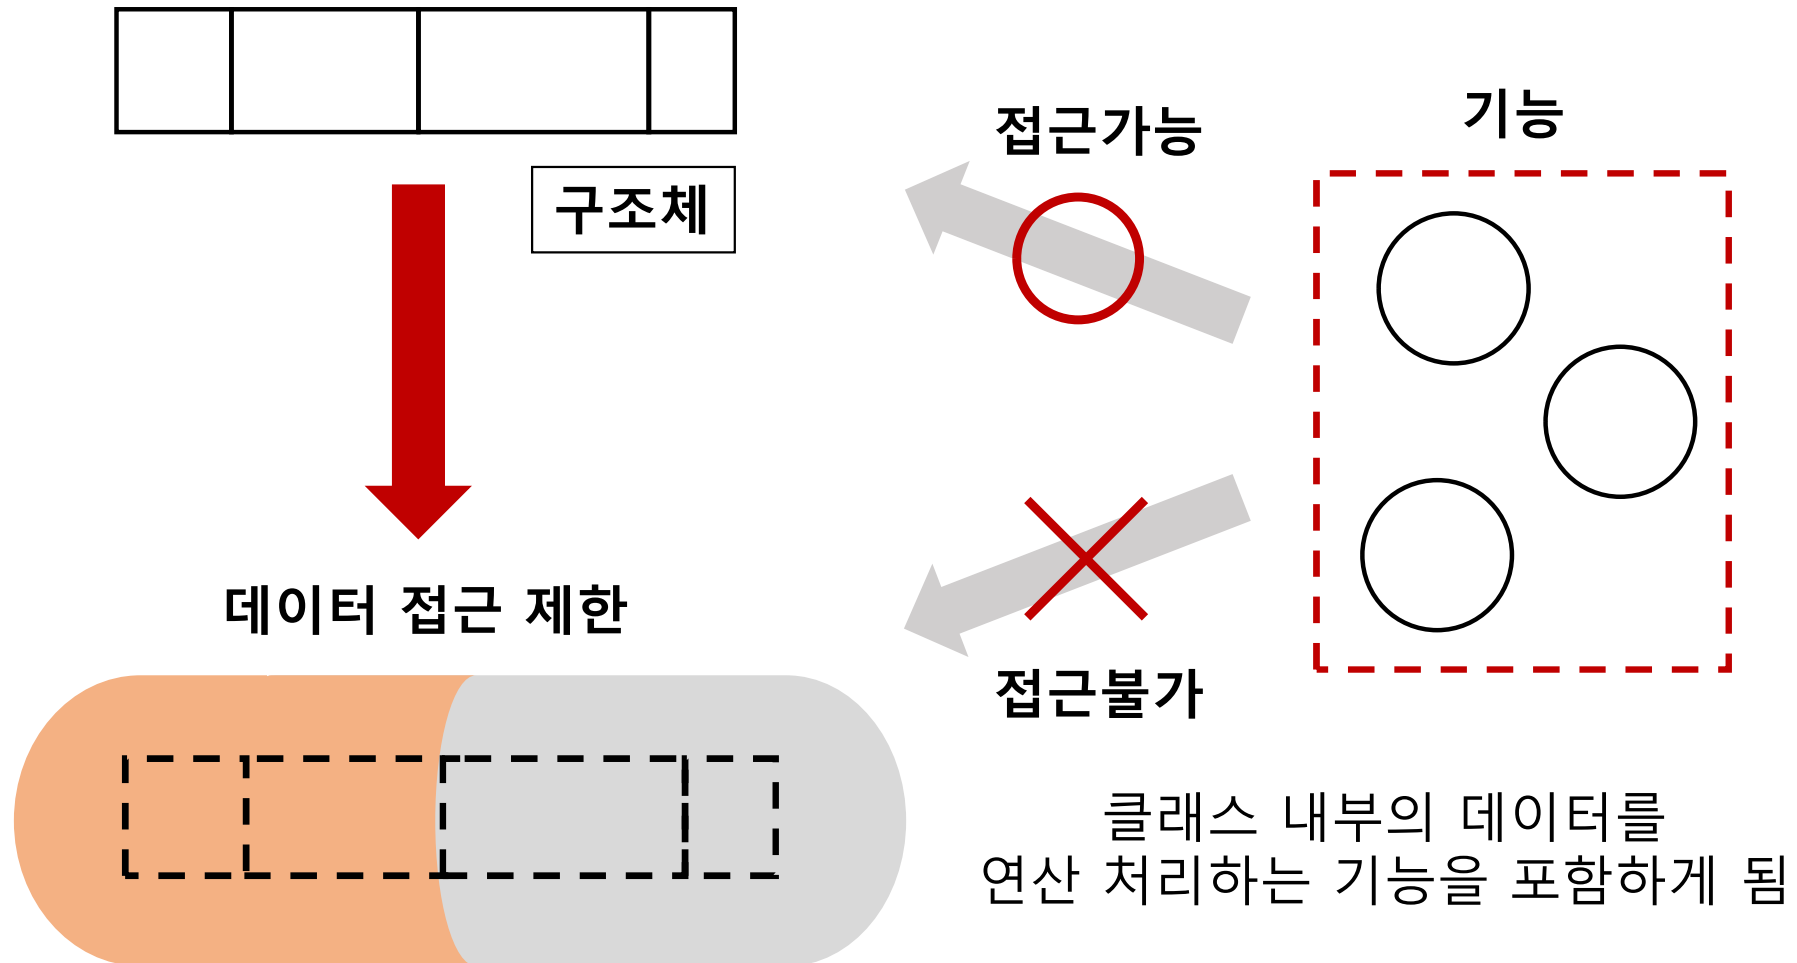 기능
접근가능
구조체
데이터 접근 제한
접근불가
클래스 내부의 데이터를
연산 처리하는 기능을 포함하게 됨